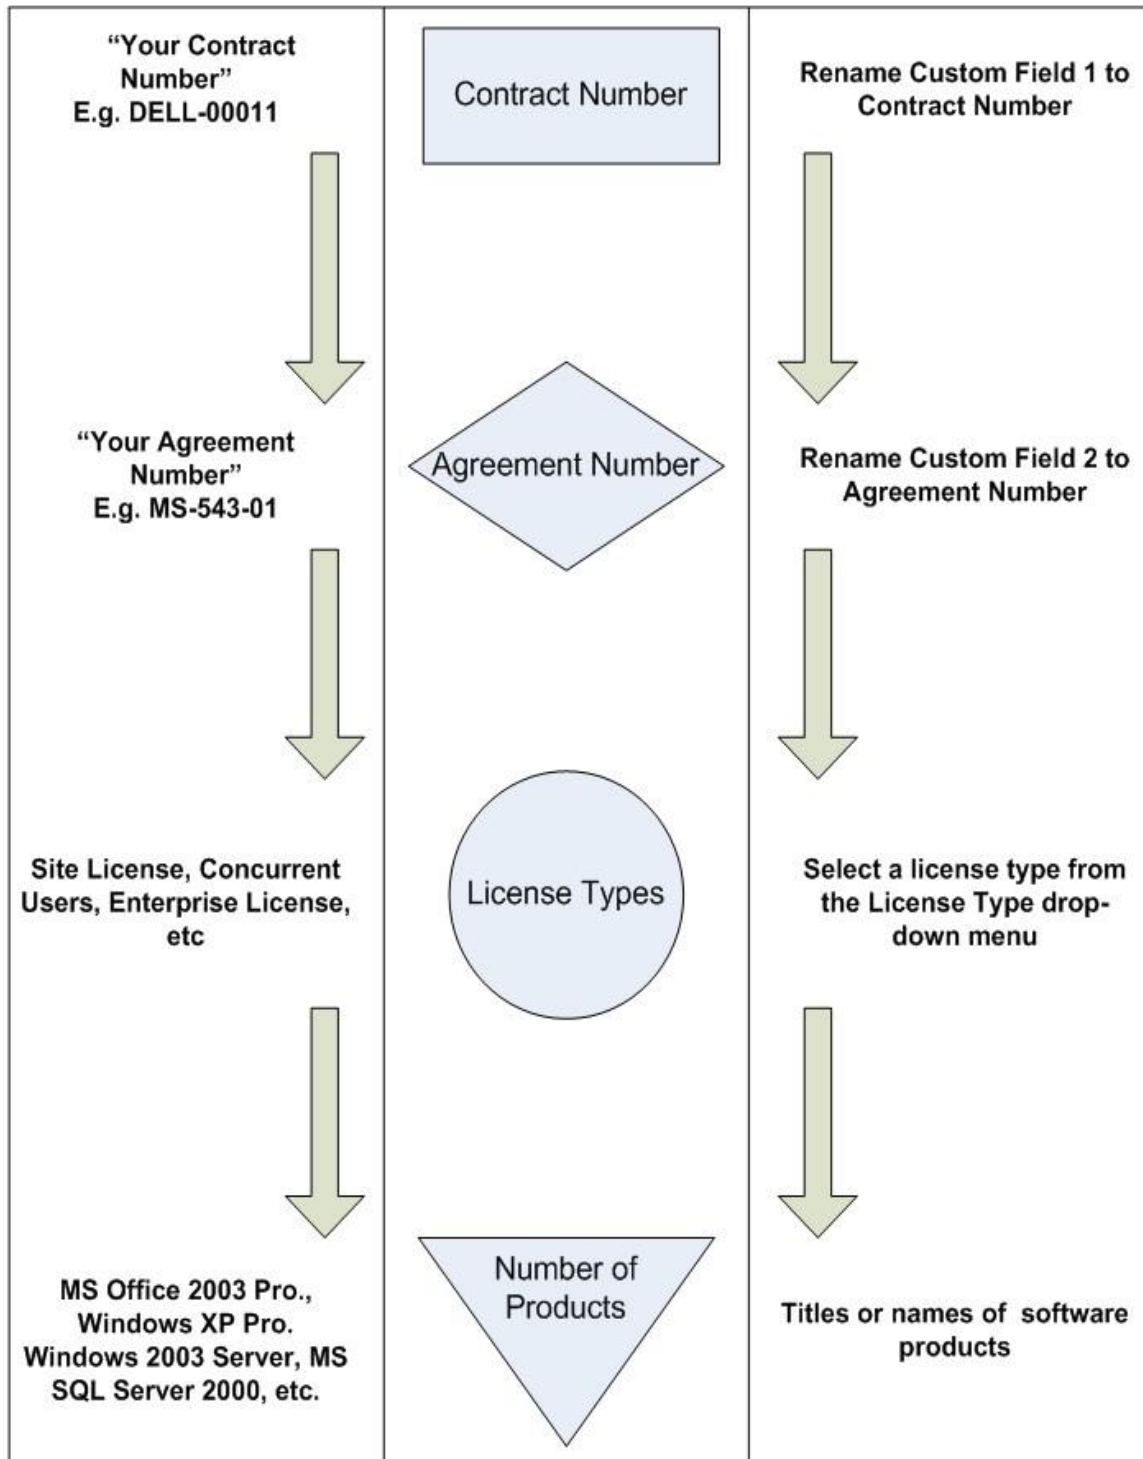 “Your Contract
Number”
E.g. DELL-00011
Contract Number
Rename Custom Field 1 to
Contract Number
“Your Agreement
Number”
E.g. MS-543-01
Agreement Number
Rename Custom Field 2 to
Agreement Number
Site License, Concurrent
Users, Enterprise License,
etc
License Types
Select a license type from
the License Type drop-
down menu
MS Office 2003 Pro.,
Windows XP Pro.
Windows 2003 Server, MS
SQL Server 2000, etc.
Number of
Products
Titles or names of software
products